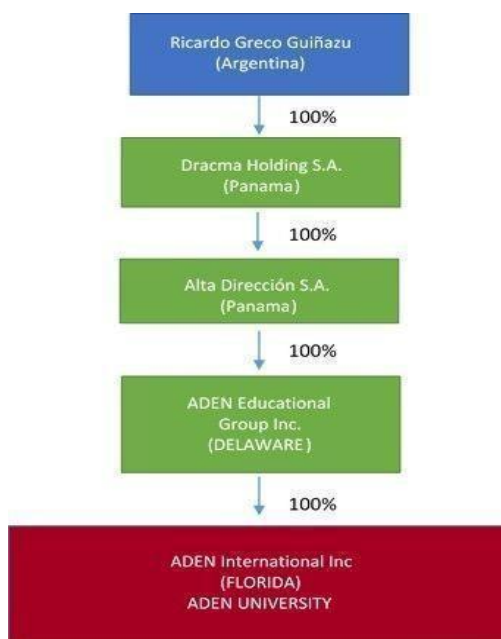 Ricardo Greco Guiñazu
(Argentina)
100%
Dracma Holding S.A.
(Panama)
100%
Alta Dirección S.A.
(Panama)
100%
ADEN Educational
Group Inc.
(DELAWARE)
100%
ADEN International Inc
(FLORIDA)
ADEN UNIVERSITY